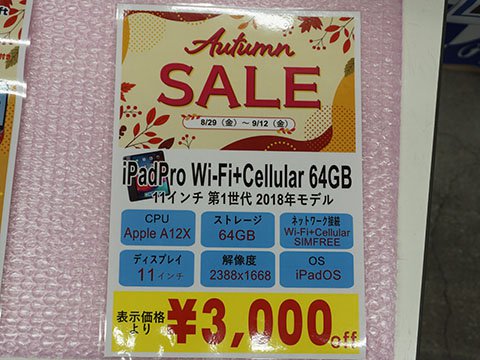 Autumn
SALE
8/29（金）～9/12（金）
iPadPro Wi-Fi+Cellular 64GB
11インチ 第1世代 2018年モデル
CPU
Apple A12X
ストレージ
64GB
ネットワーク接続
Wi-Fi+Cellular
SIMFREE
ディスプレイ
11インチ
解像度
2388x1668
OS
iPadOS
表示価格
より
¥3,000off